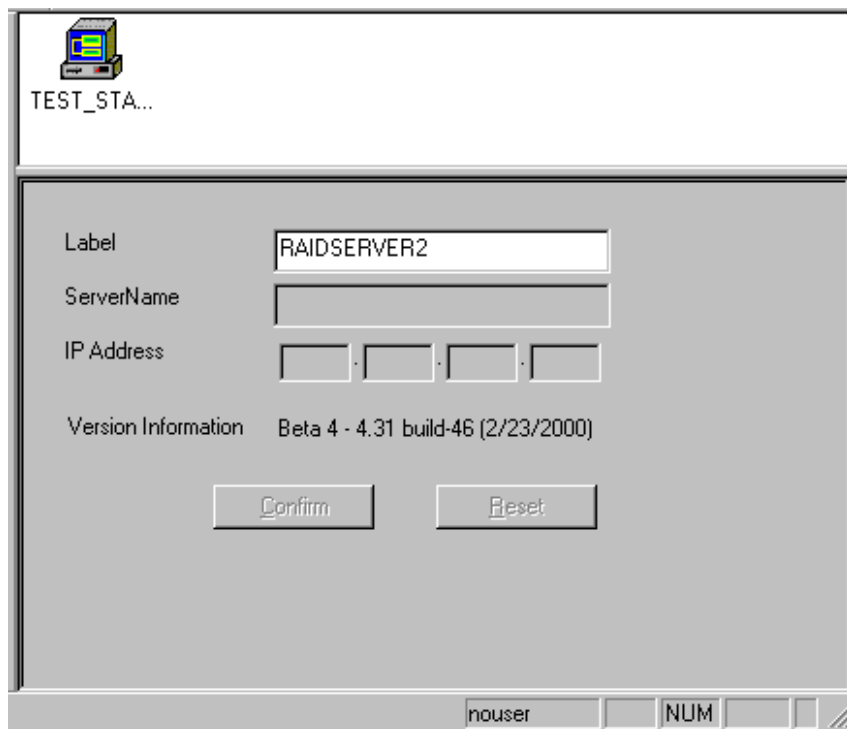 TEST_STA...
Label RAIDSERVER2
ServerName
IP Address . . .
Version Information Beta 4 - 4.31 build-46 (2/23/2000)
Confirm Reset
nouser NUM